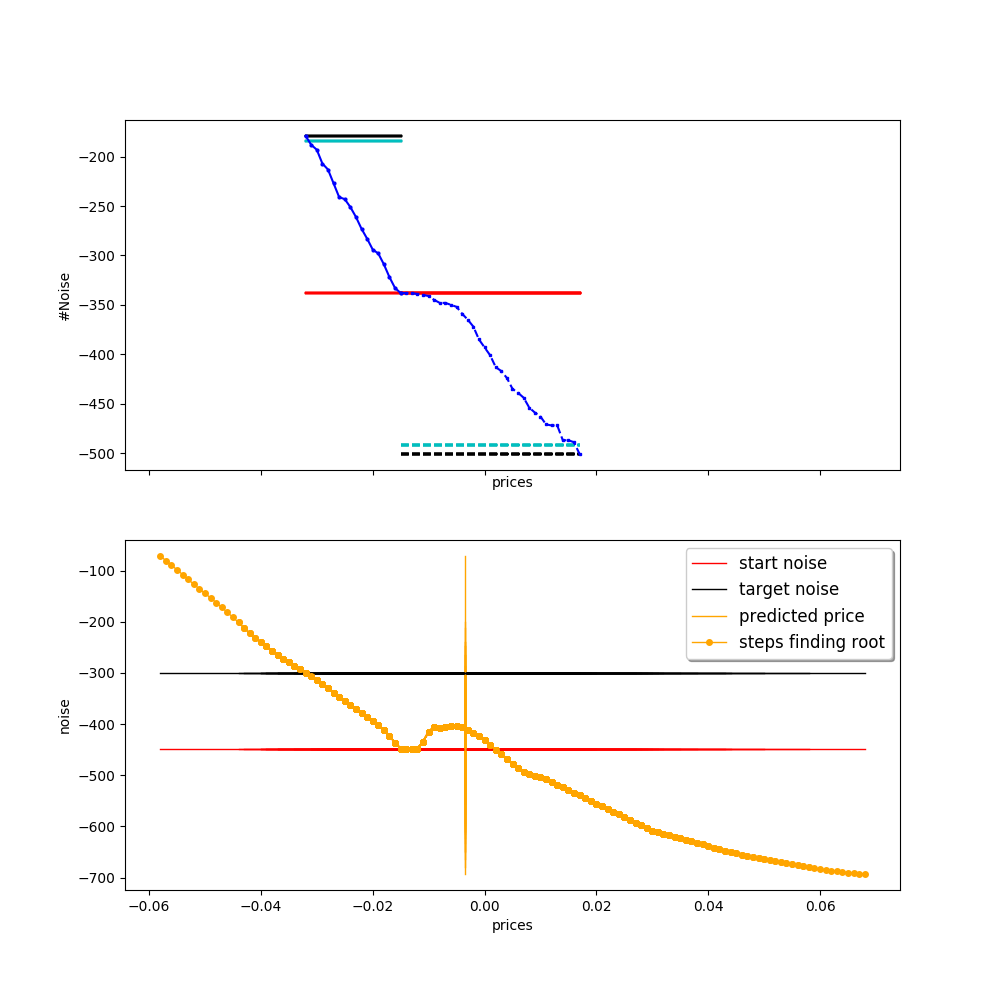 −200
−250
−300
−350
−400
−450
−500
#Noise
prices
−100
−200
−300
−400
−500
−600
−700
noise
start noise
target noise
predicted price
steps finding root
−0.06 −0.04 −0.02 0.00 0.02 0.04 0.06
prices